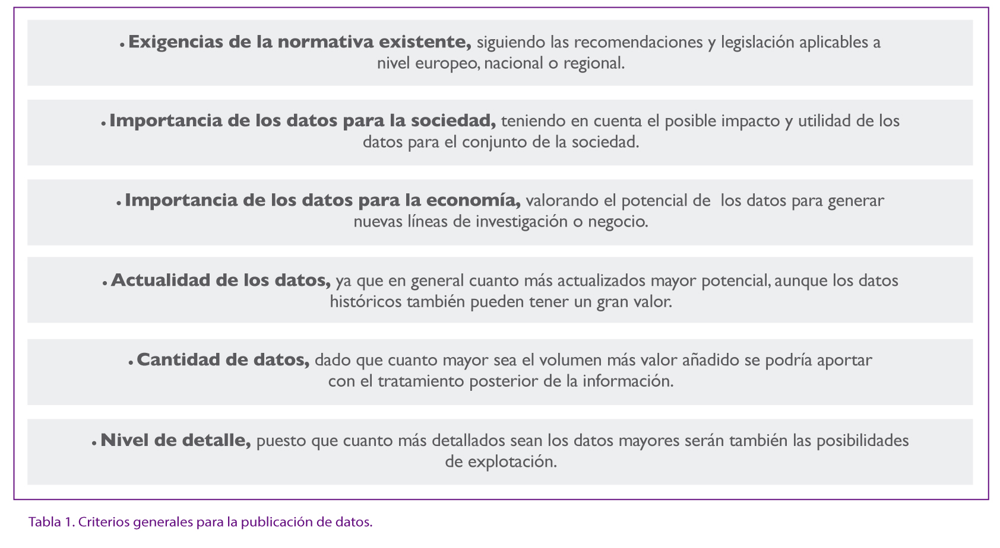 • Exigencias de la normativa existente, siguiendo las recomendaciones y legislación aplicables a
nivel europeo, nacional o regional.
• Importancia de los datos para la sociedad, teniendo en cuenta el posible impacto y utilidad de los
datos para el conjunto de la sociedad.
• Importancia de los datos para la economía, valorando el potencial de los datos para generar
nuevas líneas de investigación o negocio.
• Actualidad de los datos, ya que en general cuanto más actualizados mayor potencial, aunque los datos
históricos también pueden tener un gran valor.
• Cantidad de datos, dado que cuanto mayor sea el volumen más valor añadido se podría aportar
con el tratamiento posterior de la información.
• Nivel de detalle, puesto que cuanto más detallados sean los datos mayores serán también las posibilidades
de explotación.
Tabla 1. Criterios generales para la publicación de datos.